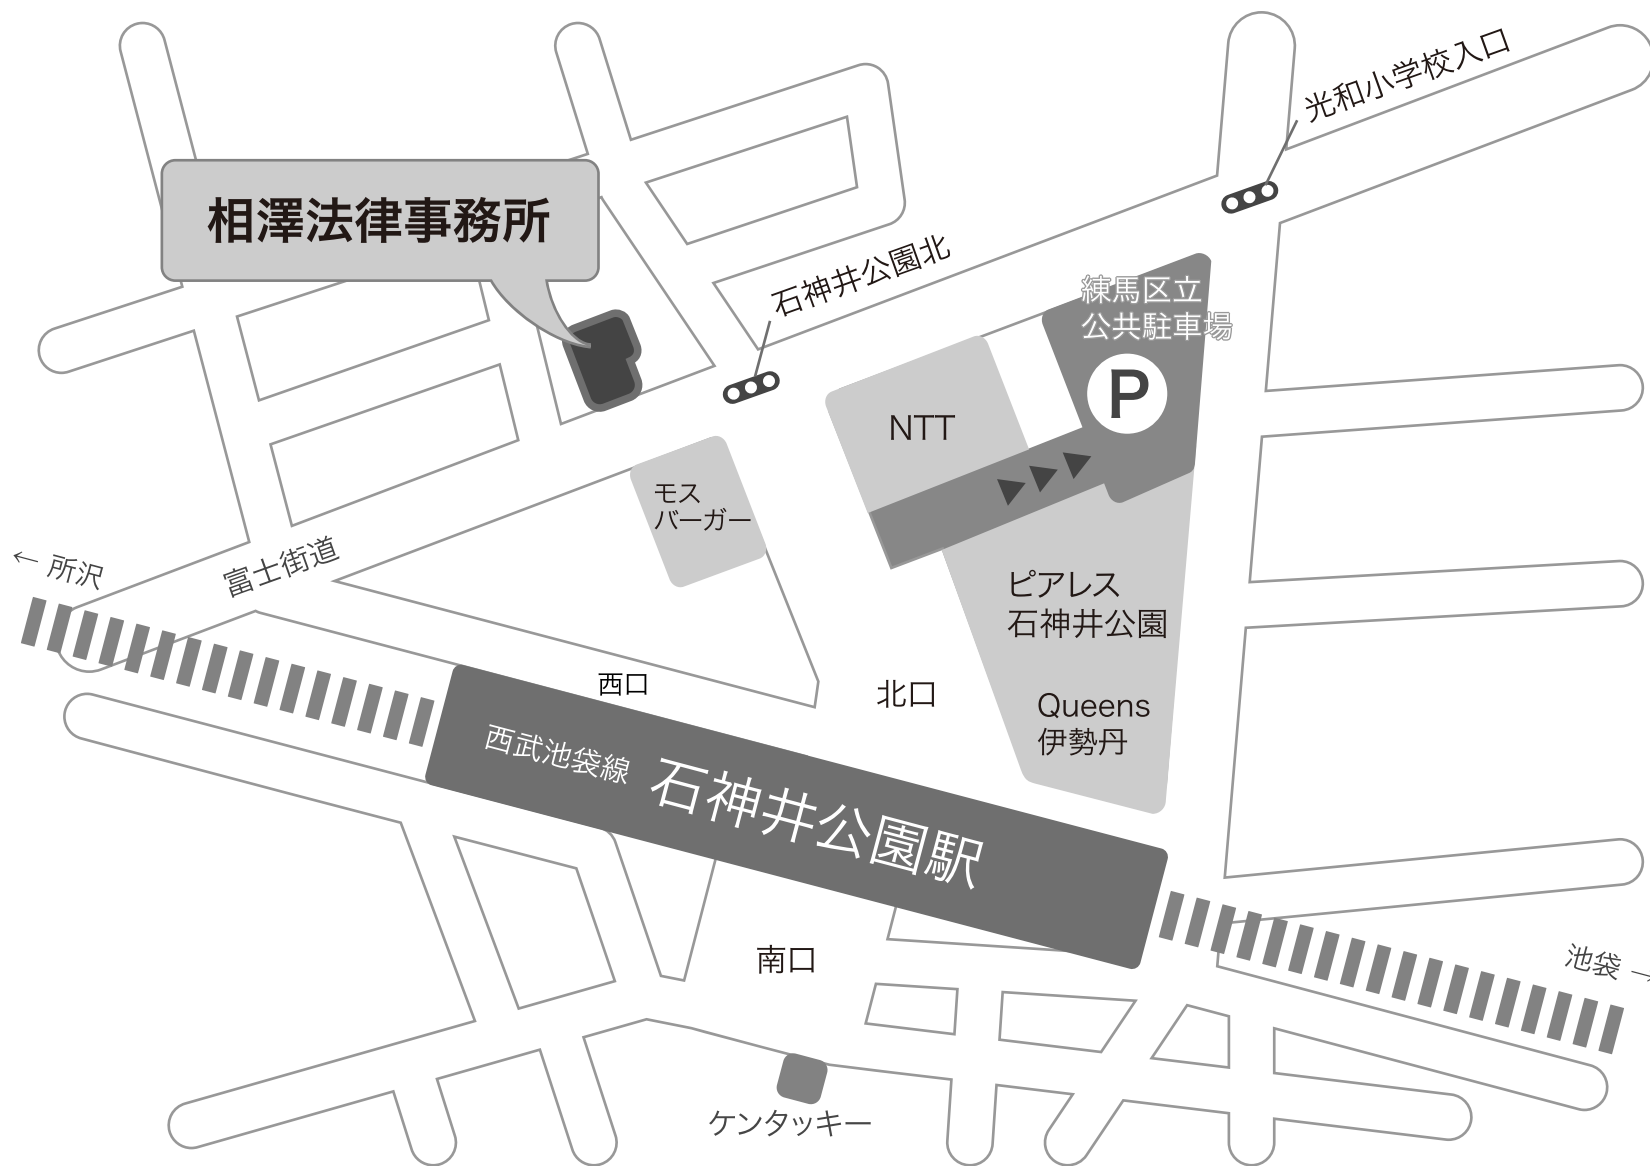 光和小学校入口
相澤法律事務所
石神井公園北
練馬区立
公共駐車場
P
NTT
モス
バーガー
← 所沢
富士街道
ピアレス
石神井公園
西口
北口
Queens
伊勢丹
西武池袋線 石神井公園駅
南口
池袋 →
ケンタッキー